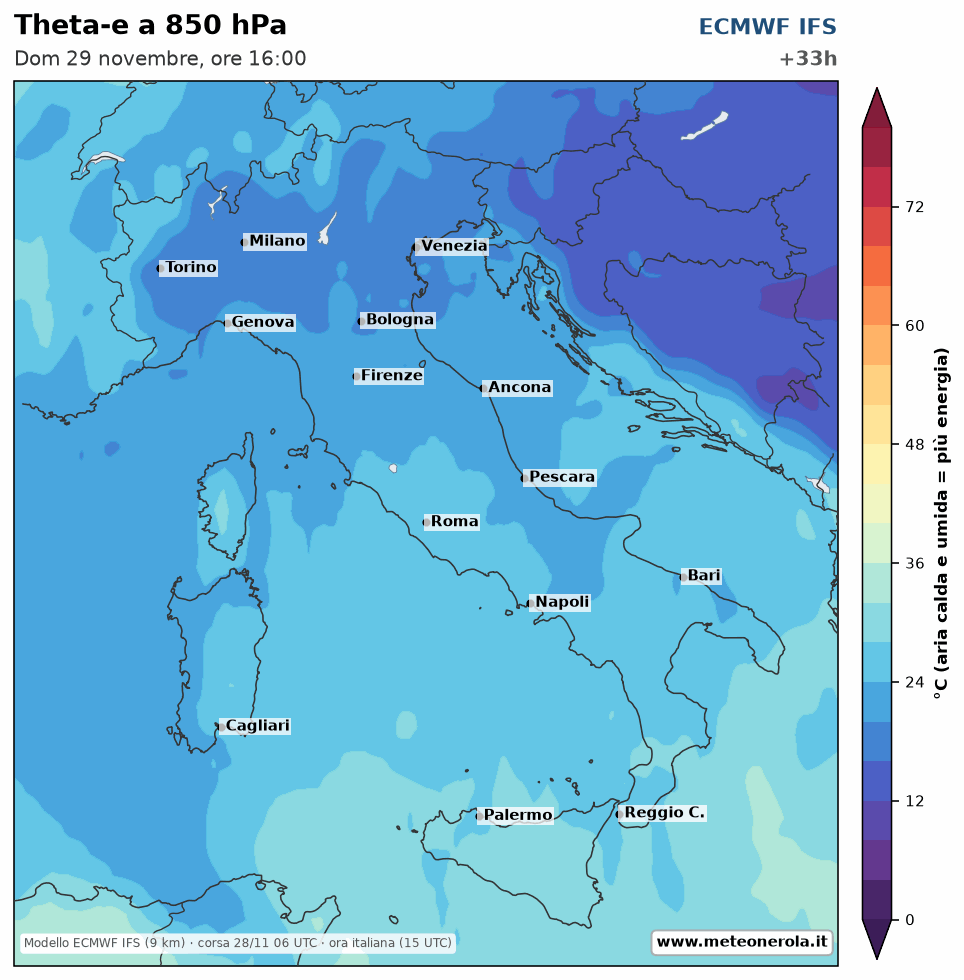 Theta-e a 850 hPa
ECMWF IFS
Dom 29 novembre, ore 16:00
+33h
Milano
Venezia
Torino
Genova
Bologna
Firenze
Ancona
Pescara
Roma
Bari
Napoli
Cagliari
Palermo
Reggio C.
72
60
48
36
24
12
0
°C (aria calda e umida = più energia)
Modello ECMWF IFS (9 km) · corsa 28/11 06 UTC · ora italiana (15 UTC)
www.meteonerola.it